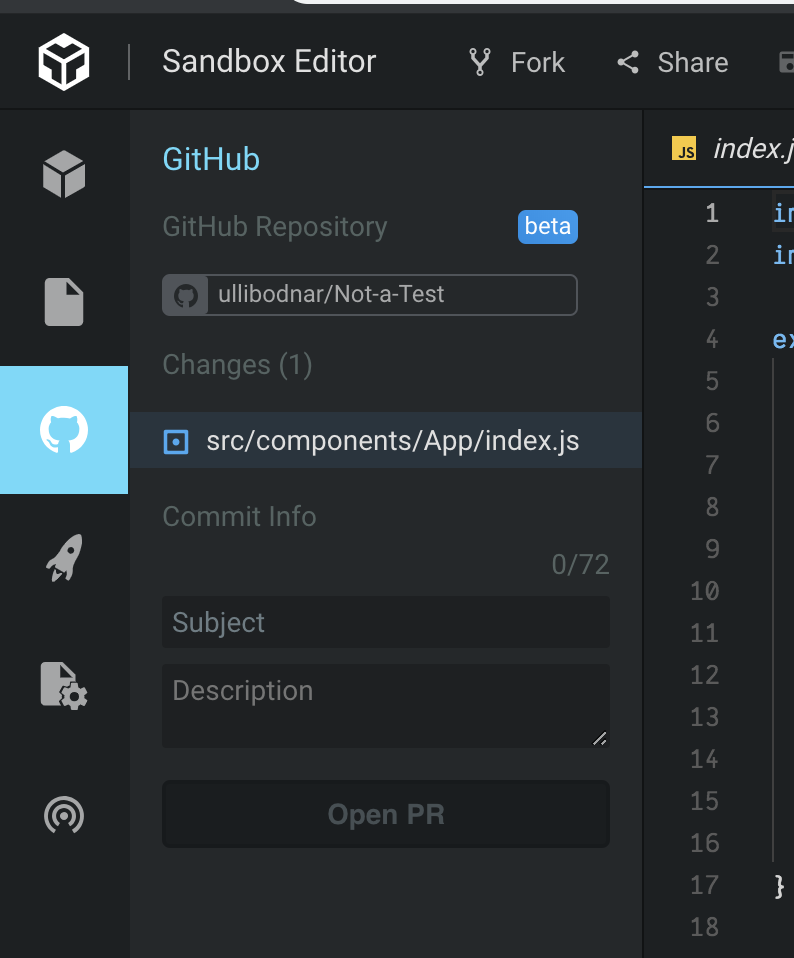 Sandbox Editor Fork Share
GitHub
GitHub Repository beta
ullibodnar/Not-a-Test
Changes (1)
src/components/App/index.js
Commit Info
0/72
Subject
Description
Open PR
JS index.j
1 im
2 im
3
4 ex
5
6
7
8
9
10
11
12
13
14
15
16
17 }
18